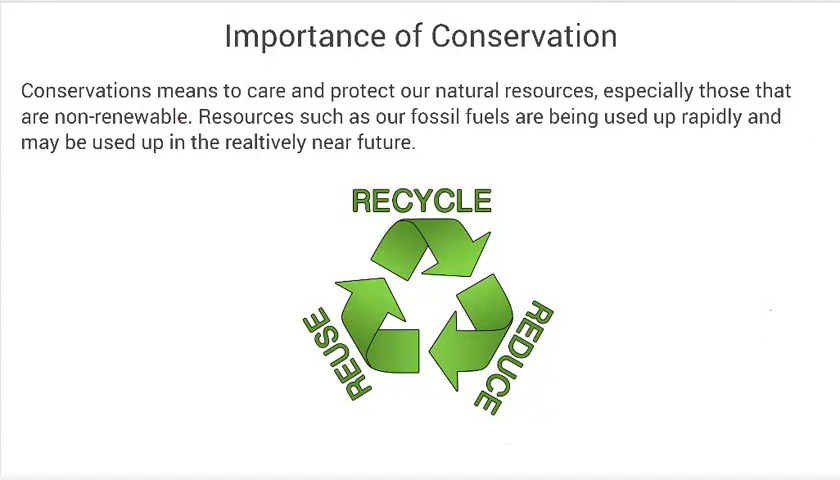 Importance of Conservation
Conservations means to care and protect our natural resources, especially those that
are non-renewable. Resources such as our fossil fuels are being used up rapidly and
may be used up in the realtively near future.
RECYCLE
REUSE
REDUCE